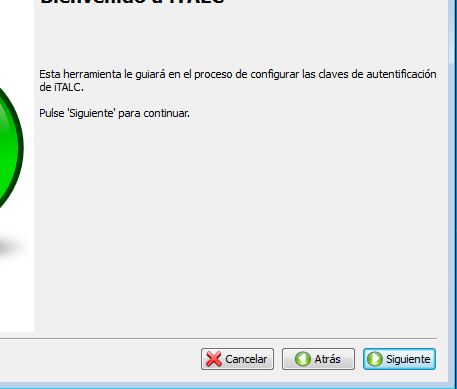 Bienvenido a iTALC
Esta herramienta le guiará en el proceso de configurar las claves de autentificación
de iTALC.
Pulse 'Siguiente' para continuar.
Cancelar
Atrás
Siguiente